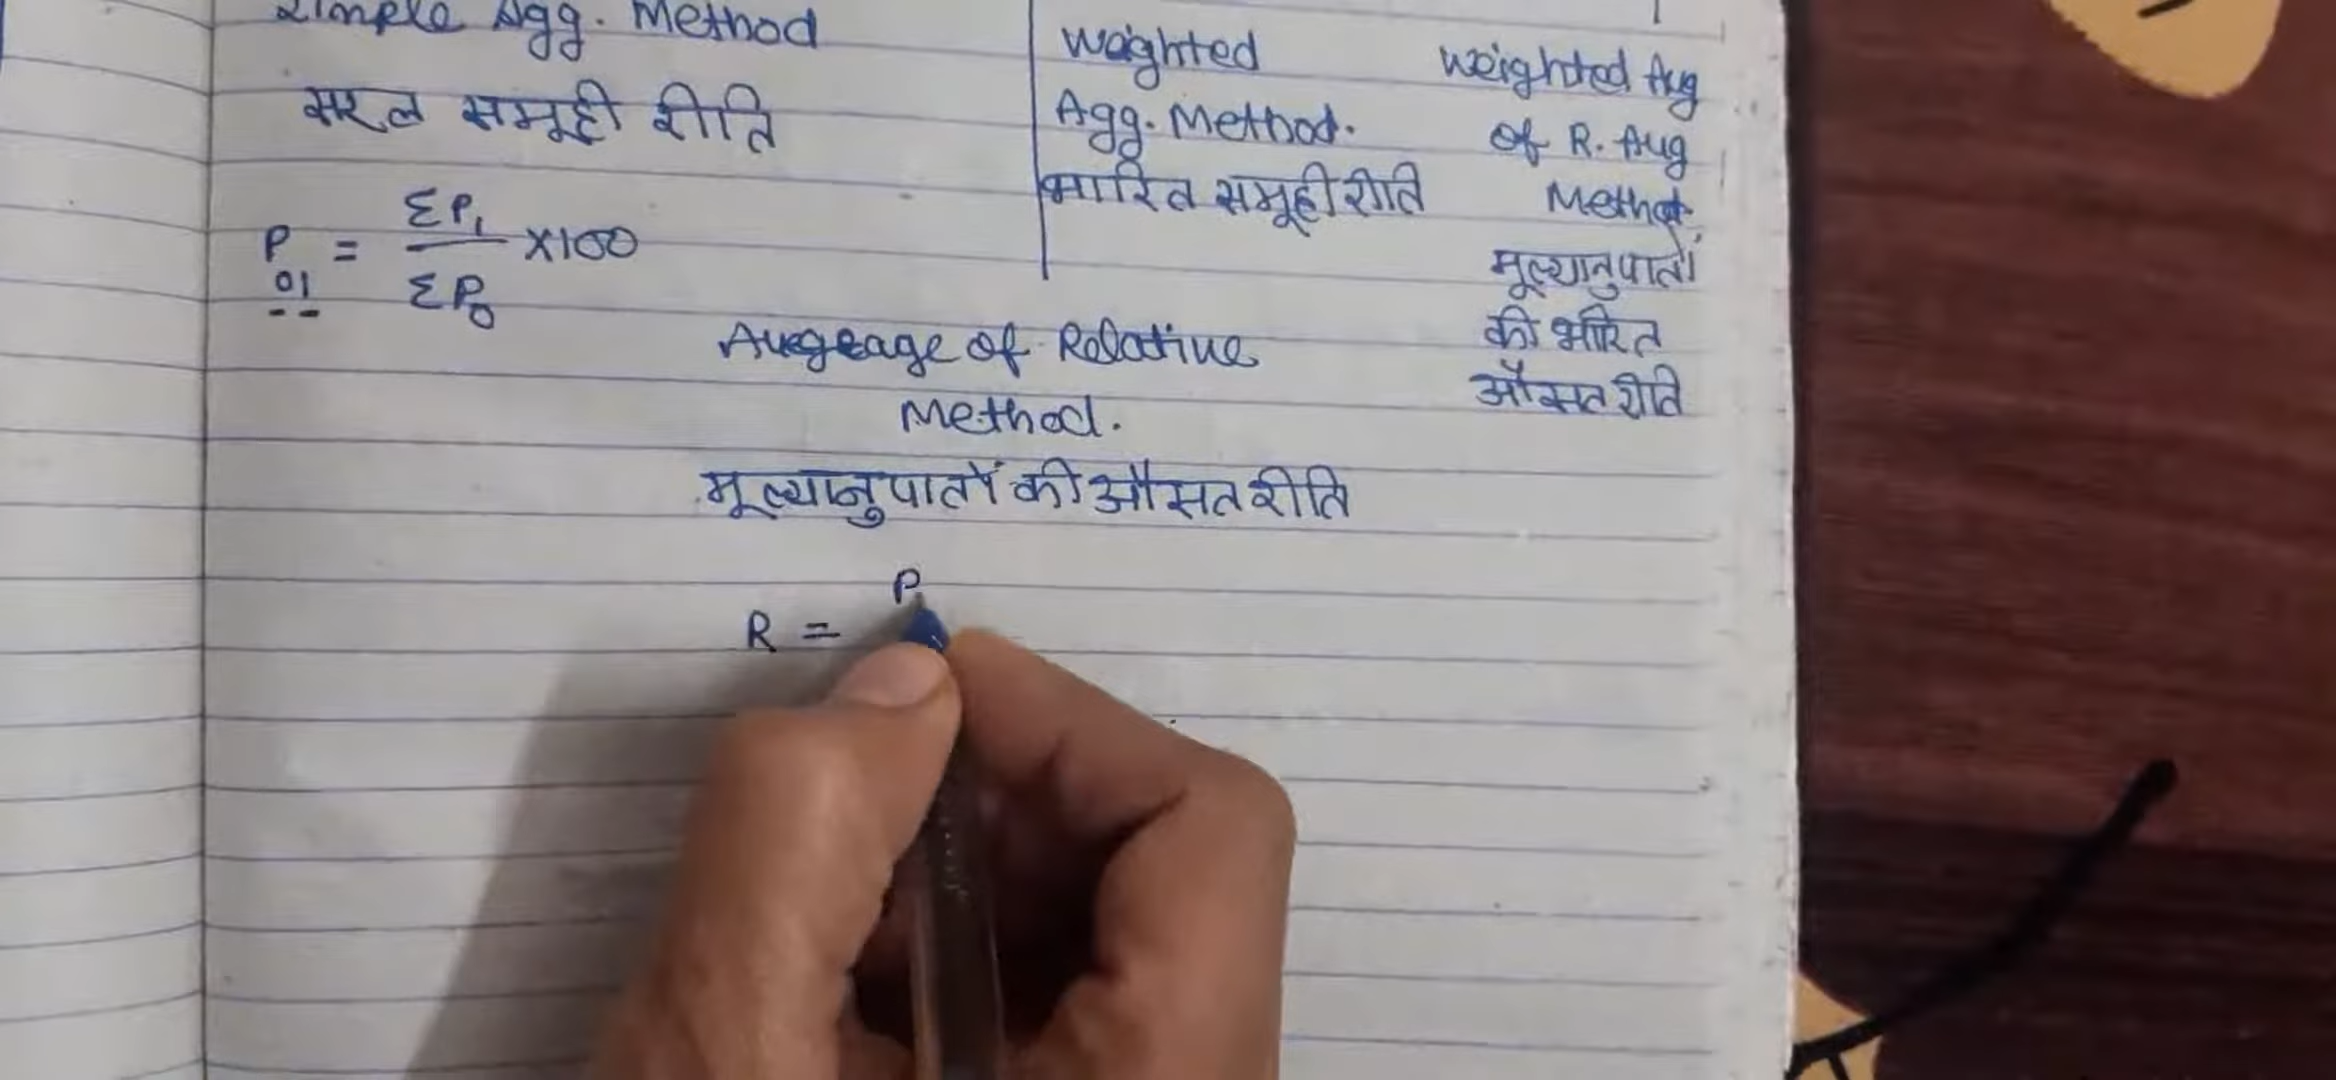 Simple Agg. Method
सरल समूही रीति
P01 = ΣP1 / ΣP0 ×100
Weighted
Agg. Method.
भारित समूही रीति
Weighted Avg
of R. Avg
Method
मूल्यानुपातों
की भारित
औसत रीति
Avegeage of Relative
Method.
मूल्यानुपातों की औसत रीति
R = P